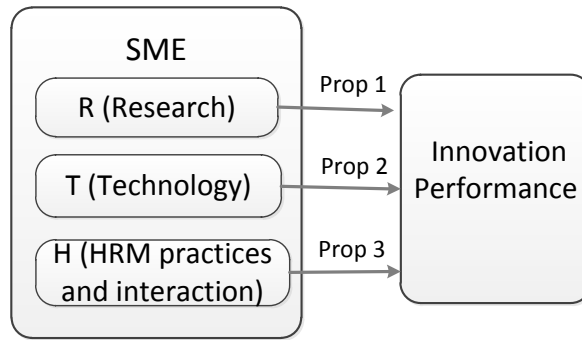 SME
R (Research)
Prop 1
T (Technology)
Prop 2
H (HRM practices
and interaction)
Prop 3
Innovation
Performance